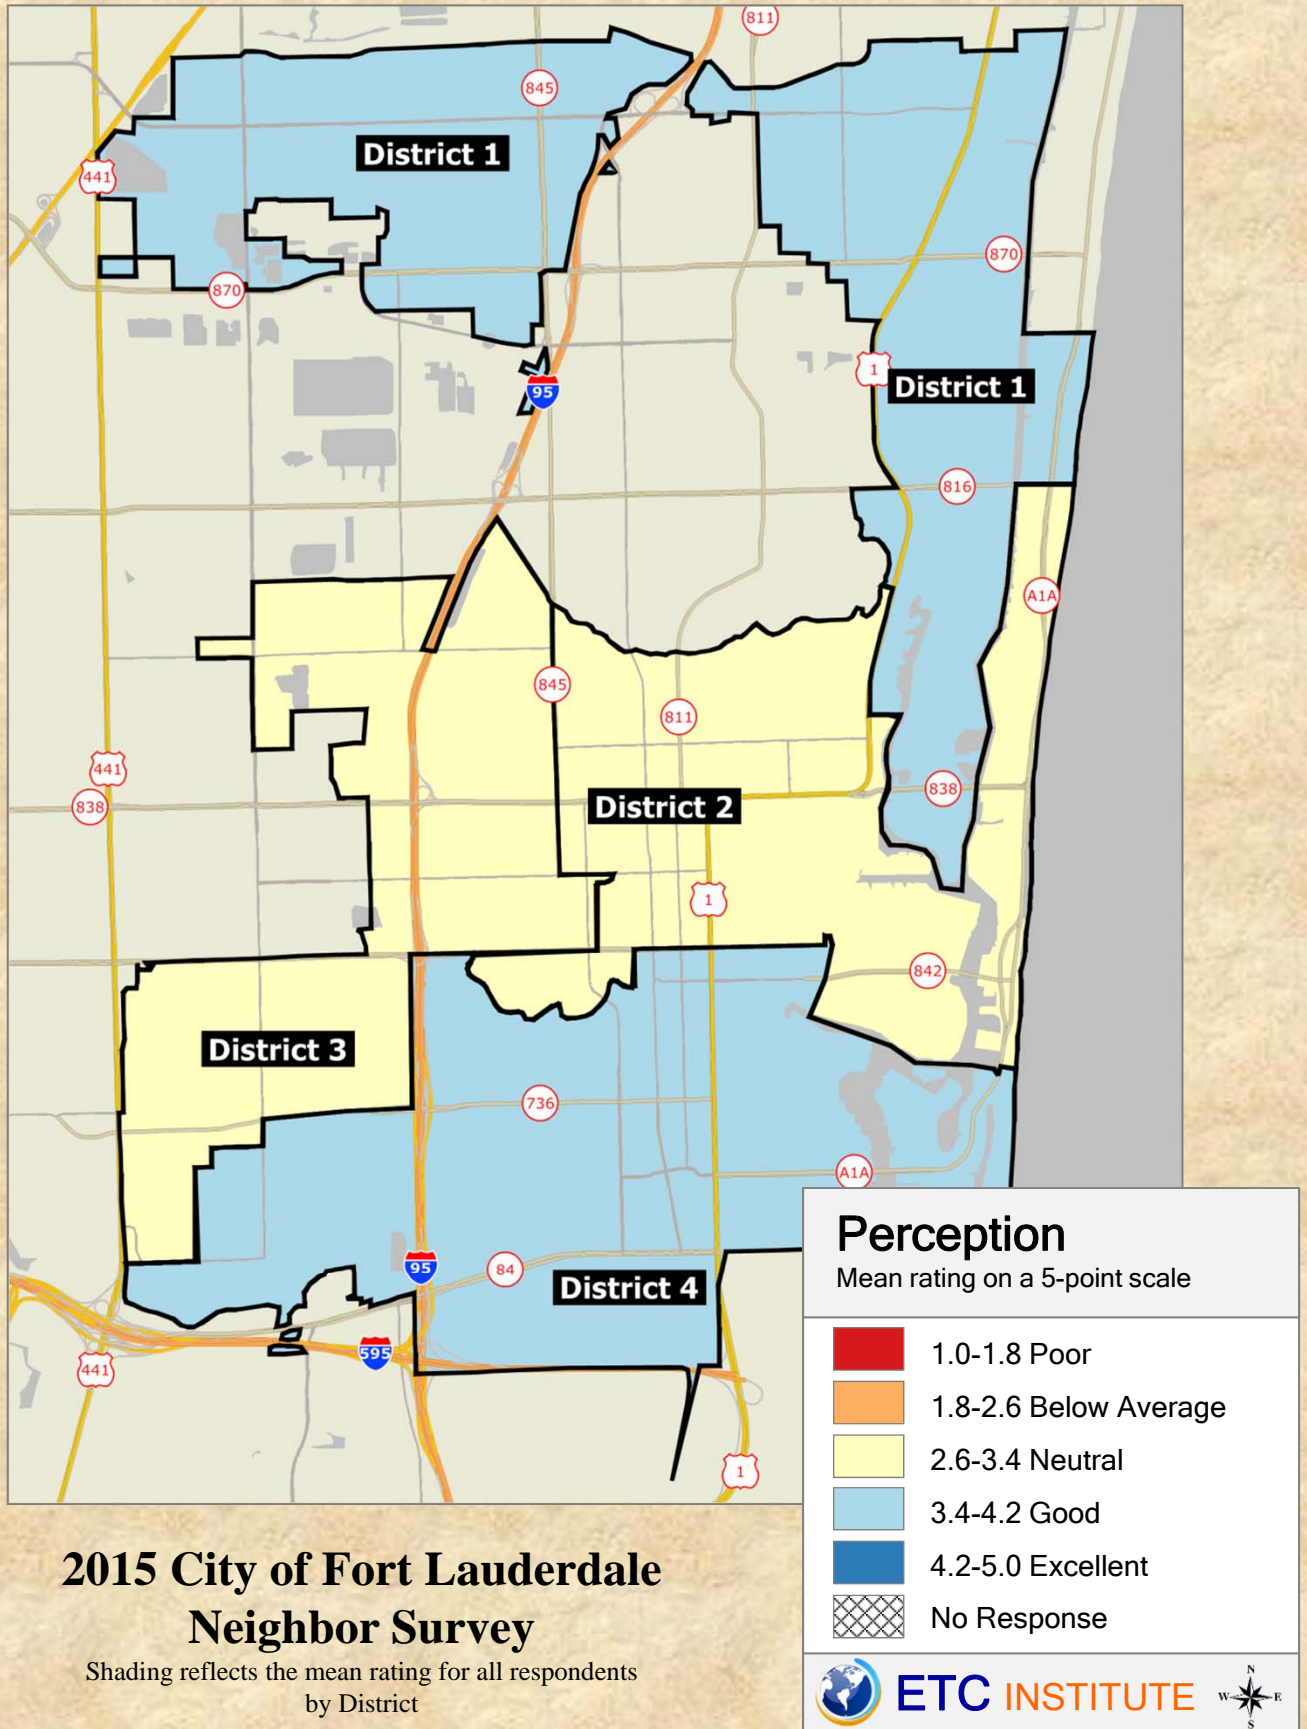 811
845
District 1
441
870
870
95
1
District 1
816
A1A
845
811
441
838
District 2
838
1
842
District 3
736
A1A
95
84
District 4
595
441
1
Perception
Mean rating on a 5-point scale
1.0-1.8 Poor
1.8-2.6 Below Average
2.6-3.4 Neutral
3.4-4.2 Good
4.2-5.0 Excellent
No Response
2015 City of Fort Lauderdale
Neighbor Survey
Shading reflects the mean rating for all respondents
by District
ETC INSTITUTE
N
W E
S